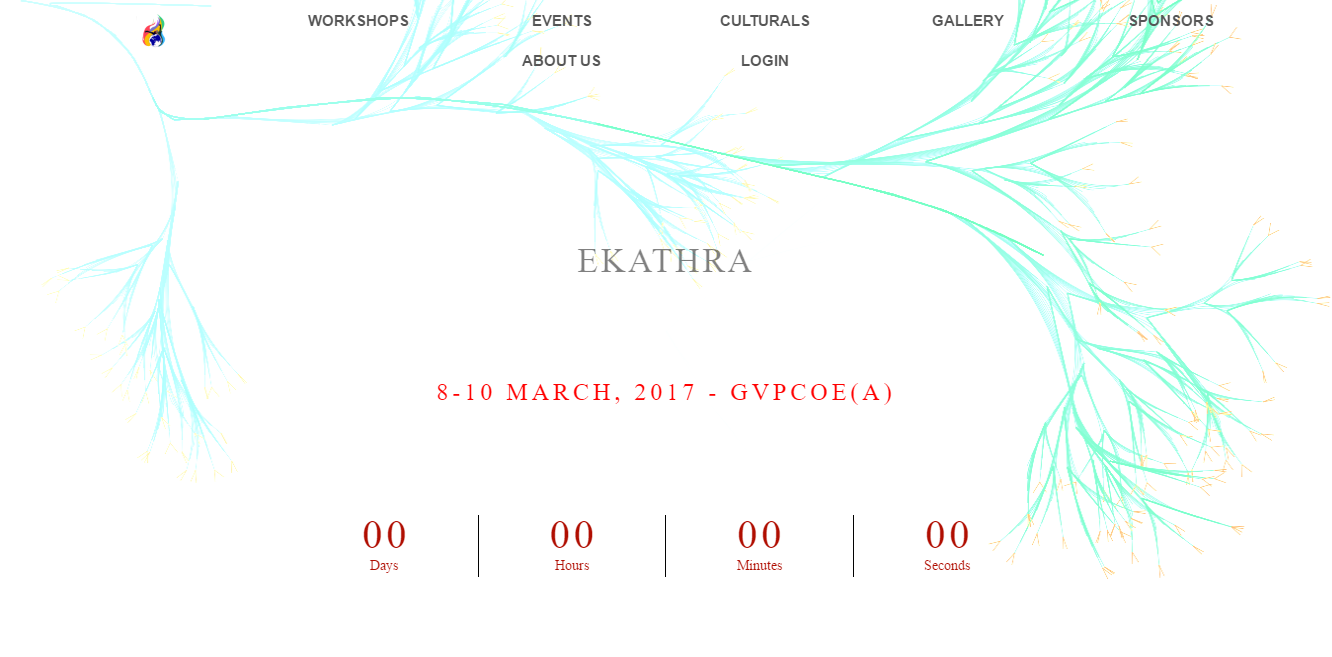 WORKSHOPS EVENTS CULTURALS GALLERY SPONSORS
ABOUT US LOGIN
EKATHRA
8-10 MARCH, 2017 - GVPCOE(A)
00 00 00 00
Days Hours Minutes Seconds